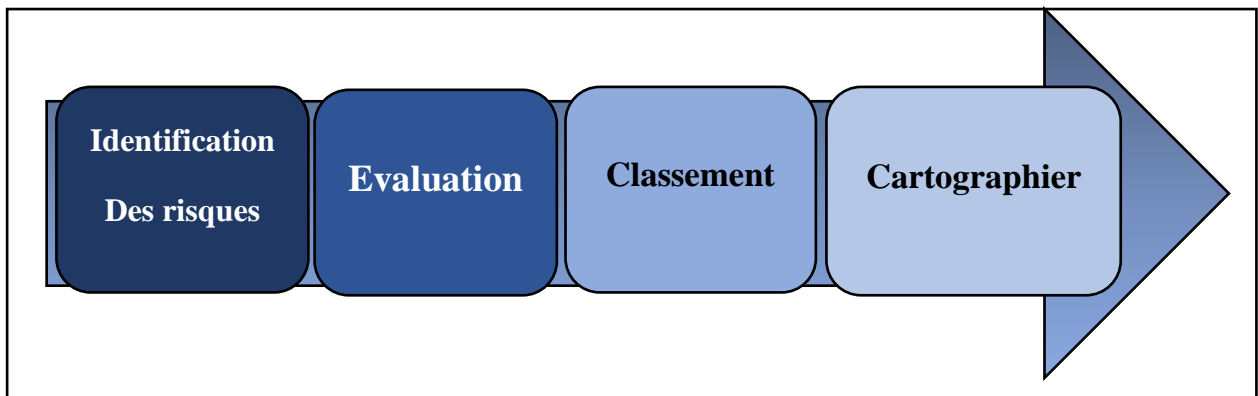 Identification
Des risques
Evaluation
Classement
Cartographier